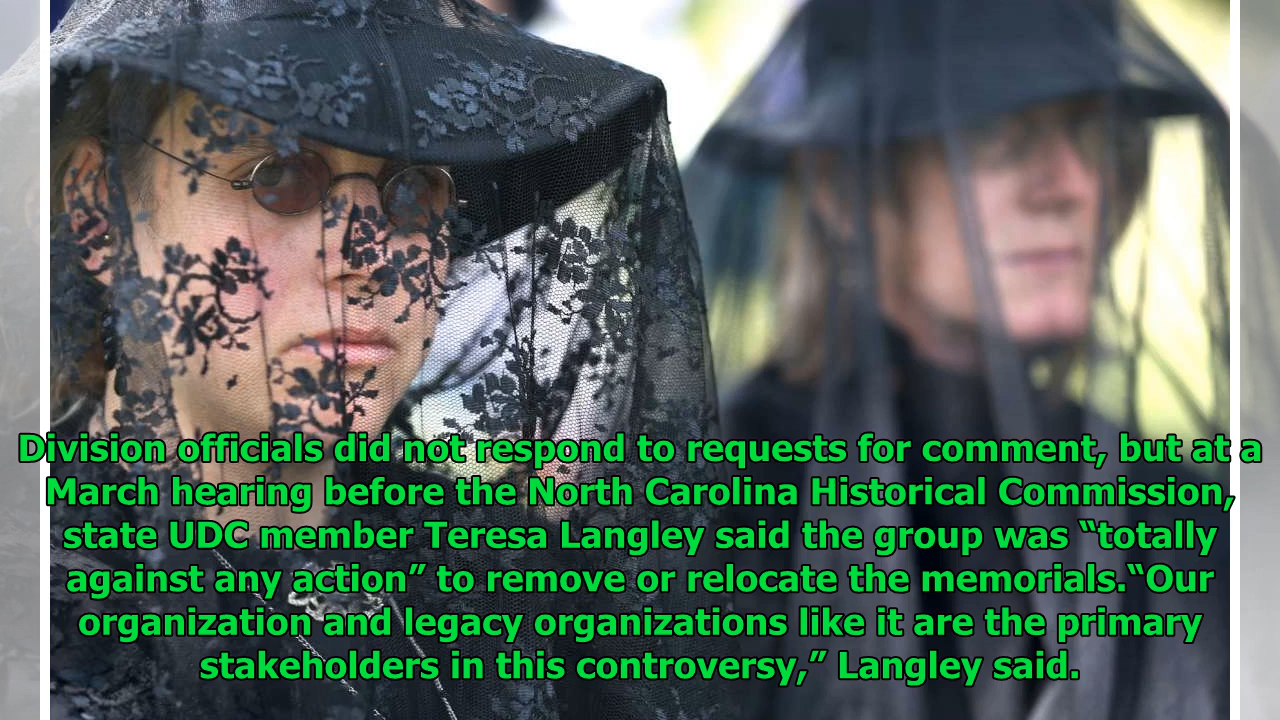 Division officials did not respond to requests for comment, but at a
March hearing before the North Carolina Historical Commission,
state UDC member Teresa Langley said the group was “totally
against any action” to remove or relocate the memorials.“Our
organization and legacy organizations like it are the primary
stakeholders in this controversy,” Langley said.